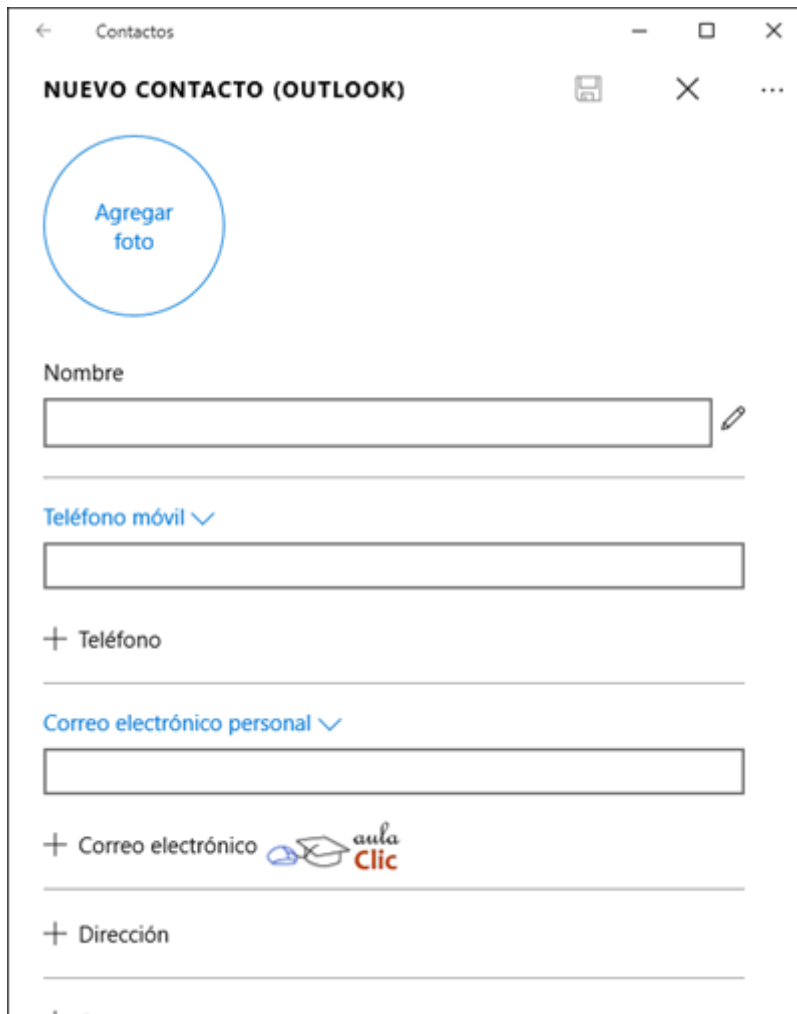 Contactos
NUEVO CONTACTO (OUTLOOK)
Agregar
foto
Nombre
Teléfono móvil
Teléfono
Correo electrónico personal
Correo electrónico
aula
Clic
Dirección